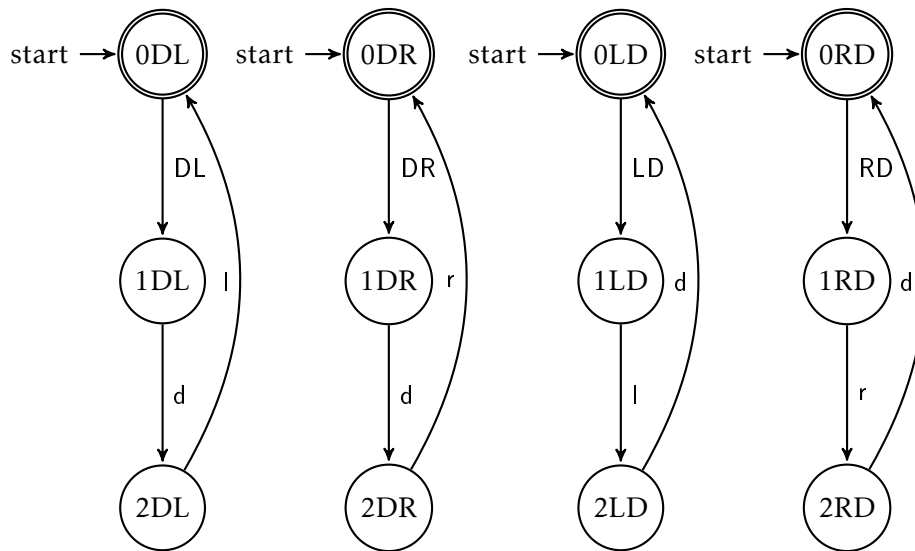 start 0DL start 0DR start 0LD start 0RD
DL DR LD RD
1DL l 1DR r 1LD d 1RD d
d d l r
2DL 2DR 2LD 2RD